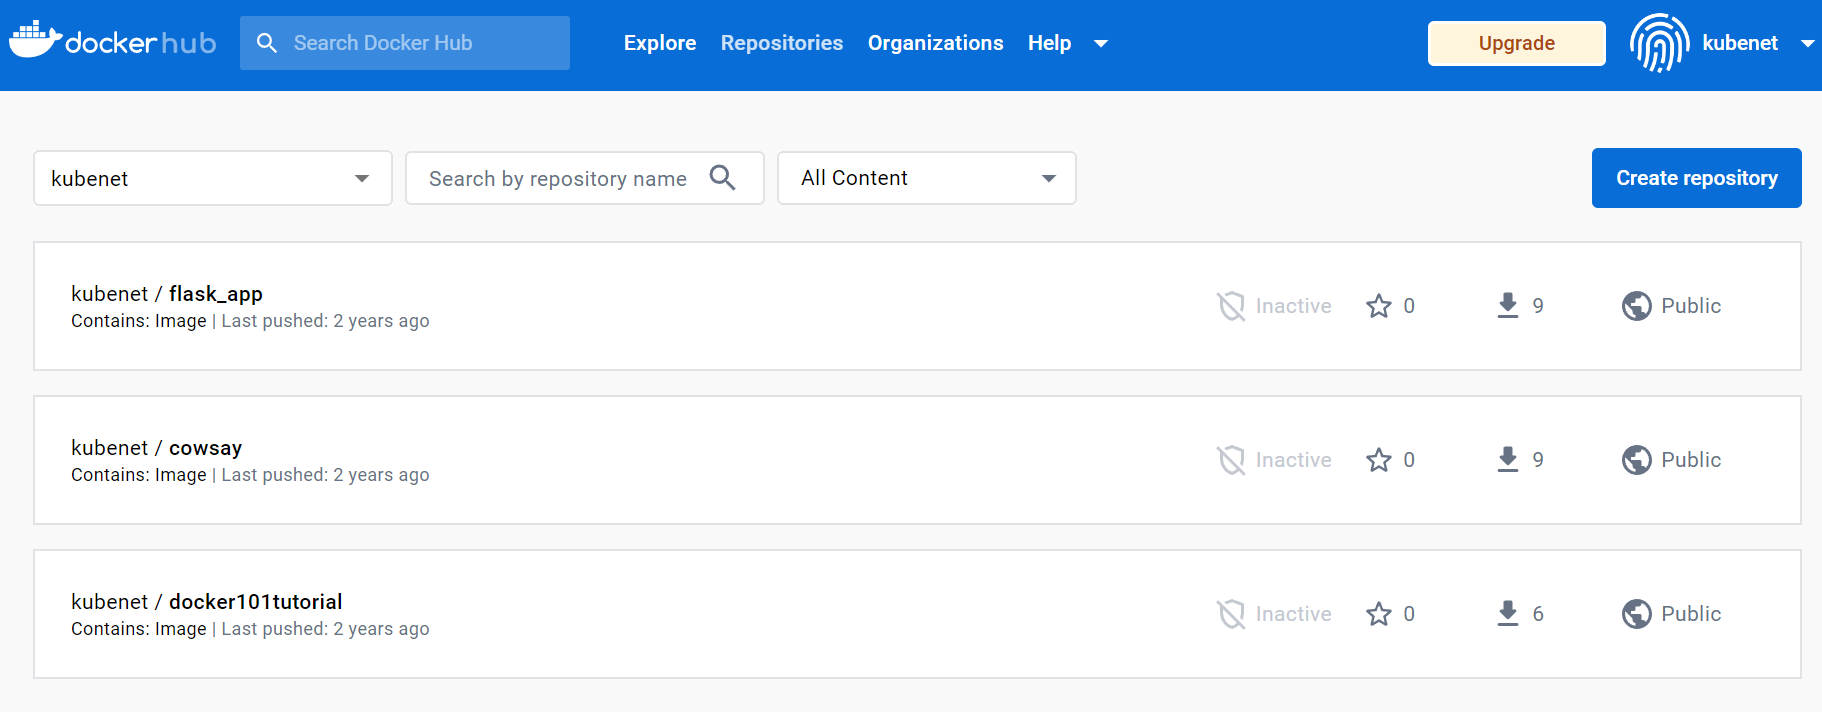 docker hub Search Docker Hub Explore Repositories Organizations Help Upgrade kubenet
kubenet Search by repository name All Content Create repository
kubenet / flask_app
Contains: Image | Last pushed: 2 years ago
Inactive 0 9 Public
kubenet / cowsay
Contains: Image | Last pushed: 2 years ago
Inactive 0 9 Public
kubenet / docker101tutorial
Contains: Image | Last pushed: 2 years ago
Inactive 0 6 Public